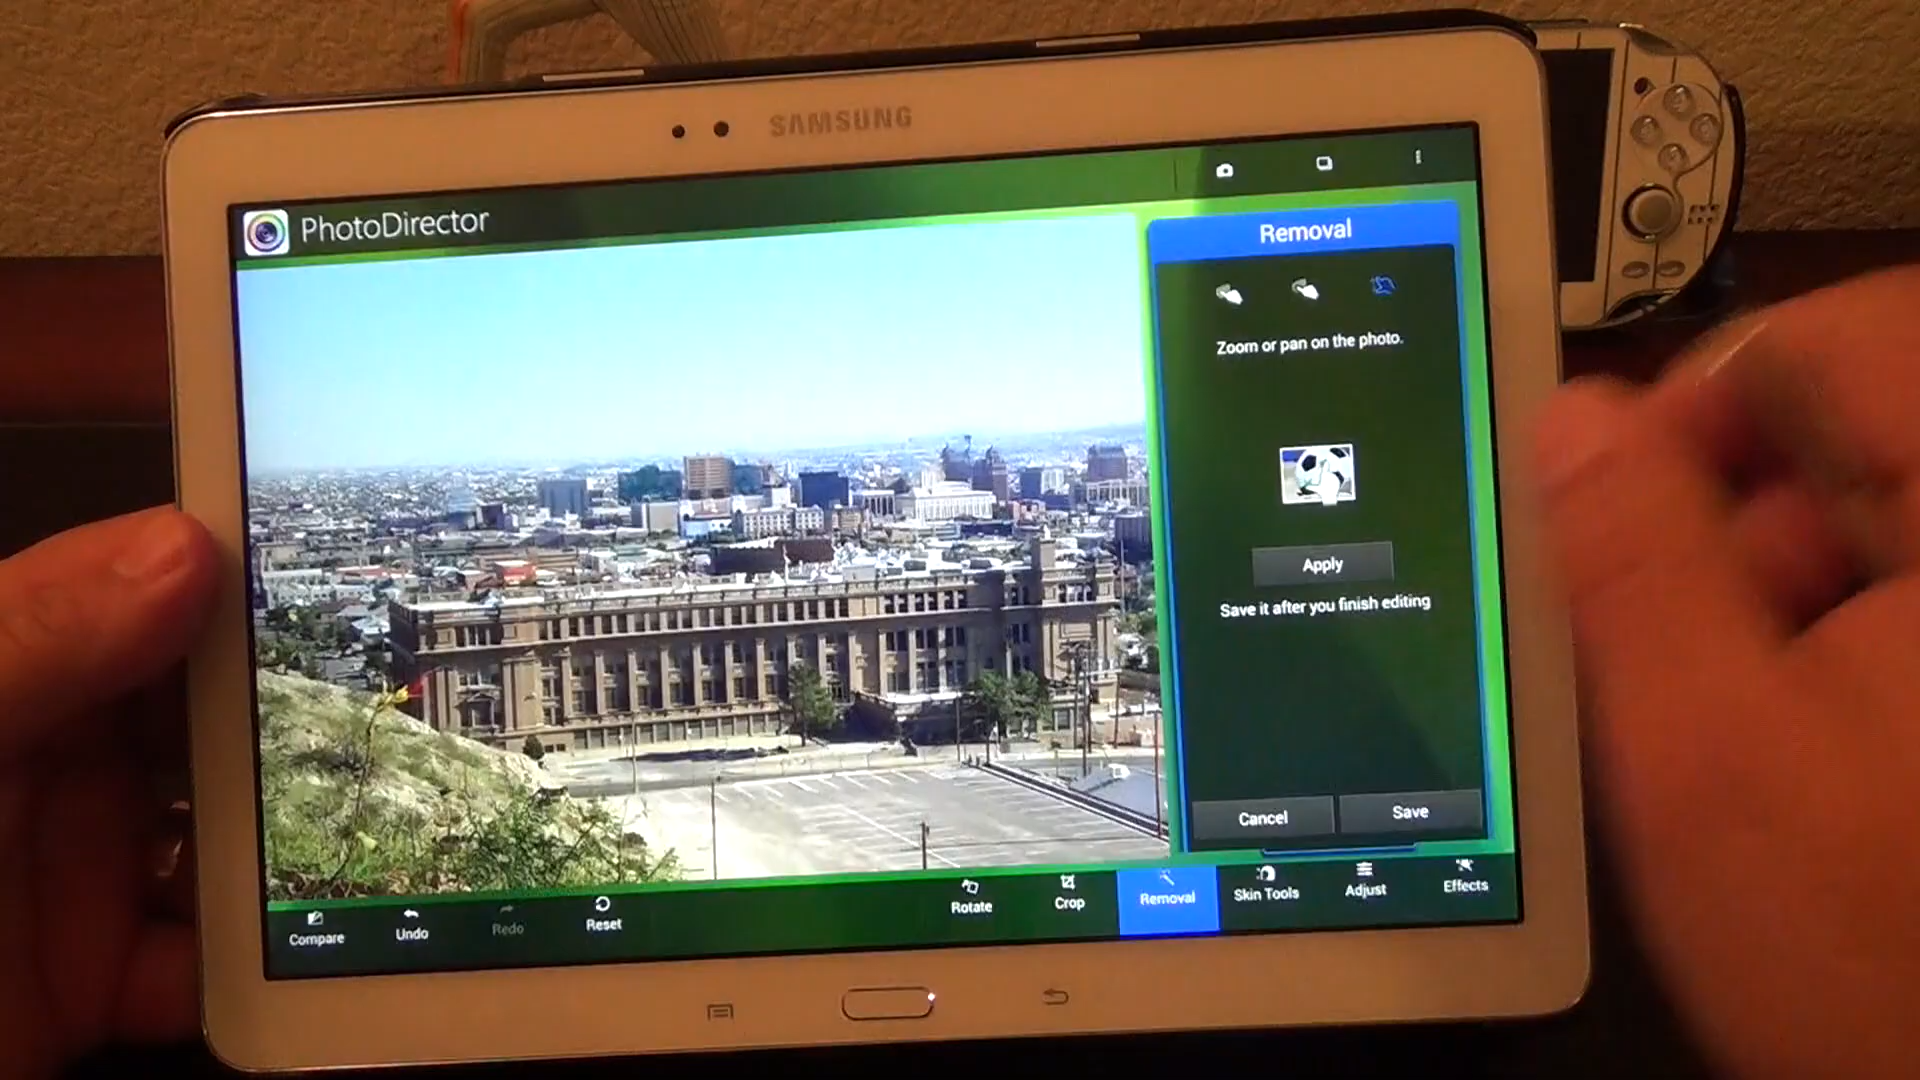 SAMSUNG
PhotoDirector
Removal
Zoom or pan on the photo.
Apply
Save it after you finish editing
Cancel
Save
Compare
Undo
Redo
Reset
Rotate
Crop
Removal
Skin Tools
Adjust
Effects